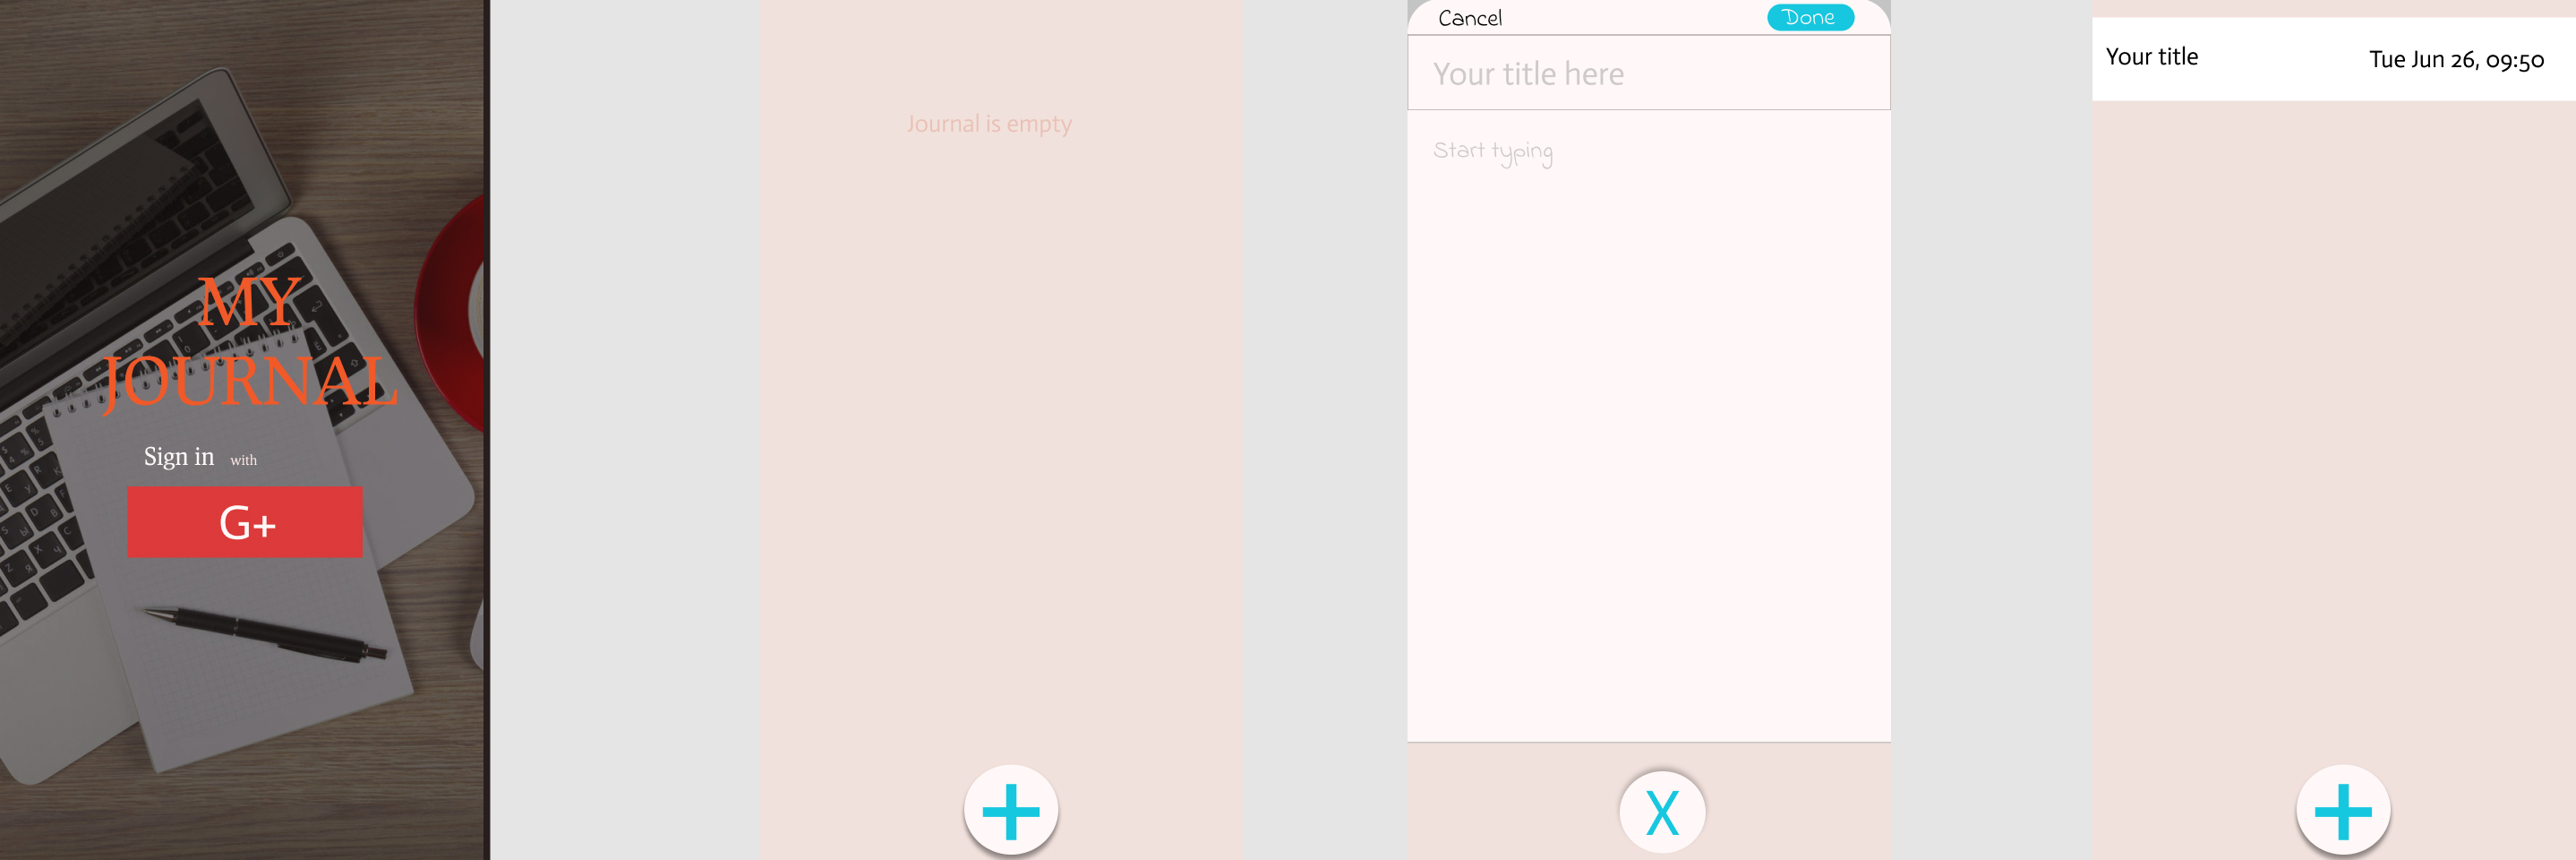 MY
JOURNAL
Sign in with
G+
Journal is empty
Cancel
Done
Your title here
Start typing
X
Your title
Tue Jun 26, 09:50